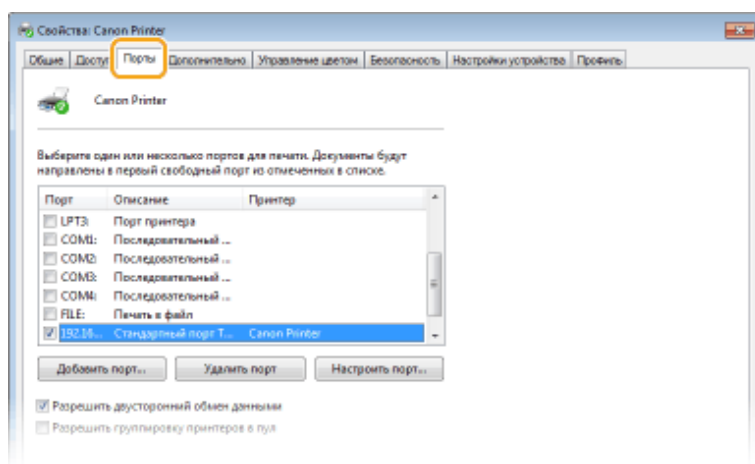 Свойства: Canon Printer
Общие Доступ Порты Дополнительно Управление цветом Безопасность Настройки устройства Профиль
Canon Printer
Выберите один или несколько портов для печати. Документы будут
направлены в первый свободный порт из отмеченных в списке.
Порт Описание Принтер
LPT3: Порт принтера
COM1: Последовательный ...
COM2: Последовательный ...
COM3: Последовательный ...
COM4: Последовательный ...
FILE: Печать в файл
192.16... Стандартный порт T... Canon Printer
Добавить порт... Удалить порт Настроить порт...
Разрешить двусторонний обмен данными
Разрешить группировку принтеров в пул